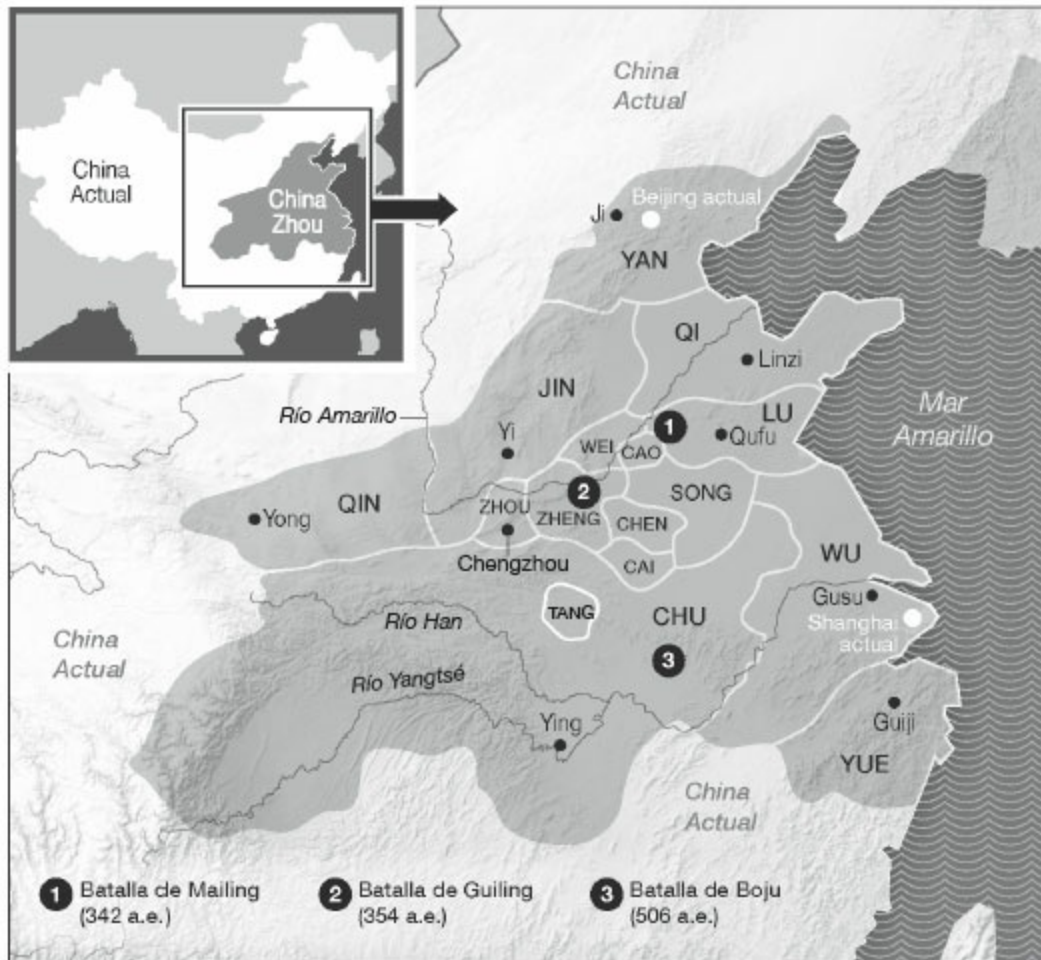 China
Actual
China
Zhou
China
Actual
Ji
Beijing actual
YAN
QI
Linzi
JIN
Río Amarillo
LU
Mar
Amarillo
Yi
WEI
CAO
1
Qufu
QIN
Yong
ZHOU
2
ZHENG
SONG
CHEN
Chengzhou
CAI
WU
Gusu
TANG
CHU
Shanghai
actual
Río Han
China
Actual
3
Río Yangtsé
Ying
Guiji
YUE
China
Actual
1 Batalla de Mailing
(342 a.e.)
2 Batalla de Guiling
(354 a.e.)
3 Batalla de Boju
(506 a.e.)